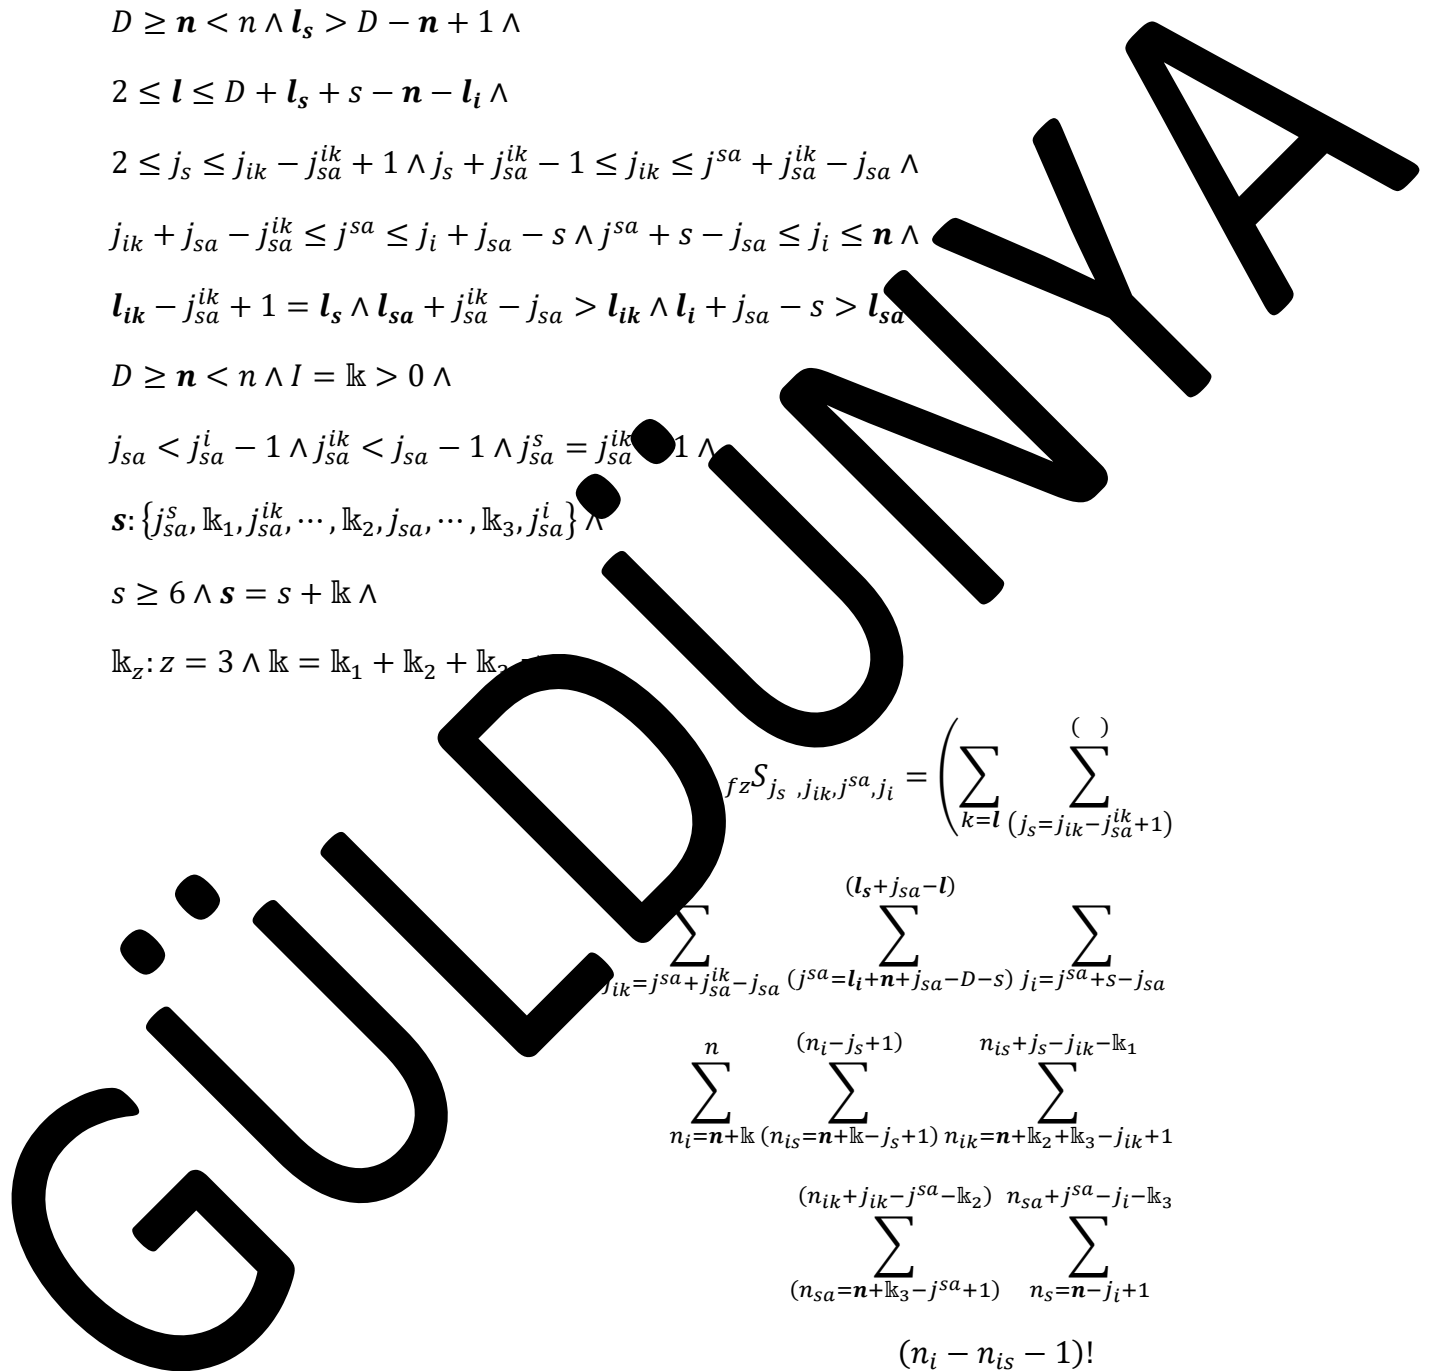 D ≥ 𝒏 < n ∧ 𝒍_𝒔 > D − 𝒏 + 1 ∧
2 ≤ 𝒍 ≤ D + 𝒍_𝒔 + s − 𝒏 − 𝒍_𝒊 ∧
2 ≤ j_s ≤ j_{ik} − j_{sa}^{ik} + 1 ∧ j_s + j_{sa}^{ik} − 1 ≤ j_{ik} ≤ j^{sa} + j_{sa}^{ik} − j_{sa} ∧
j_{ik} + j_{sa} − j_{sa}^{ik} ≤ j^{sa} ≤ j_i + j_{sa} − s ∧ j^{sa} + s − j_{sa} ≤ j_i ≤ 𝒏 ∧
𝒍_{𝒊𝒌} − j_{sa}^{ik} + 1 = 𝒍_𝒔 ∧ 𝒍_{𝒔𝒂} + j_{sa}^{ik} − j_{sa} > 𝒍_{𝒊𝒌} ∧ 𝒍_𝒊 + j_{sa} − s > 𝒍_{𝒔𝒂}
D ≥ 𝒏 < n ∧ I = 𝕜 > 0 ∧
j_{sa} < j_{sa}^i − 1 ∧ j_{sa}^{ik} < j_{sa} − 1 ∧ j_{sa}^s = j_{sa}^{ik} 1 ∧
𝒔: {j_{sa}^s, 𝕜_1, j_{sa}^{ik}, ⋯, 𝕜_2, j_{sa}, ⋯, 𝕜_3, j_{sa}^i} ∧
s ≥ 6 ∧ 𝒔 = s + 𝕜 ∧
𝕜_z: z = 3 ∧ 𝕜 = 𝕜_1 + 𝕜_2 + 𝕜_3
_{fz}S_{j_s ,j_{ik},j^{sa},j_i} = ( ∑_{k=𝒍} ∑_{(j_s=j_{ik}−j_{sa}^{ik}+1)}^{( )}
∑_{j_{ik}=j^{sa}+j_{sa}^{ik}−j_{sa}} ∑_{(j^{sa}=𝒍_𝒊+𝒏+j_{sa}−D−s)}^{(𝒍_𝒔+j_{sa}−𝒍)} ∑_{j_i=j^{sa}+s−j_{sa}}
∑_{n_i=𝒏+𝕜}^{n} ∑_{(n_{is}=𝒏+𝕜−j_s+1)}^{(n_i−j_s+1)} ∑_{n_{ik}=𝒏+𝕜_2+𝕜_3−j_{ik}+1}^{n_{is}+j_s−j_{ik}−𝕜_1}
∑_{(n_{sa}=𝒏+𝕜_3−j^{sa}+1)}^{(n_{ik}+j_{ik}−j^{sa}−𝕜_2)} ∑_{n_s=𝒏−j_i+1}^{n_{sa}+j^{sa}−j_i−𝕜_3}
(n_i − n_{is} − 1)!
GÜLDÜNYA